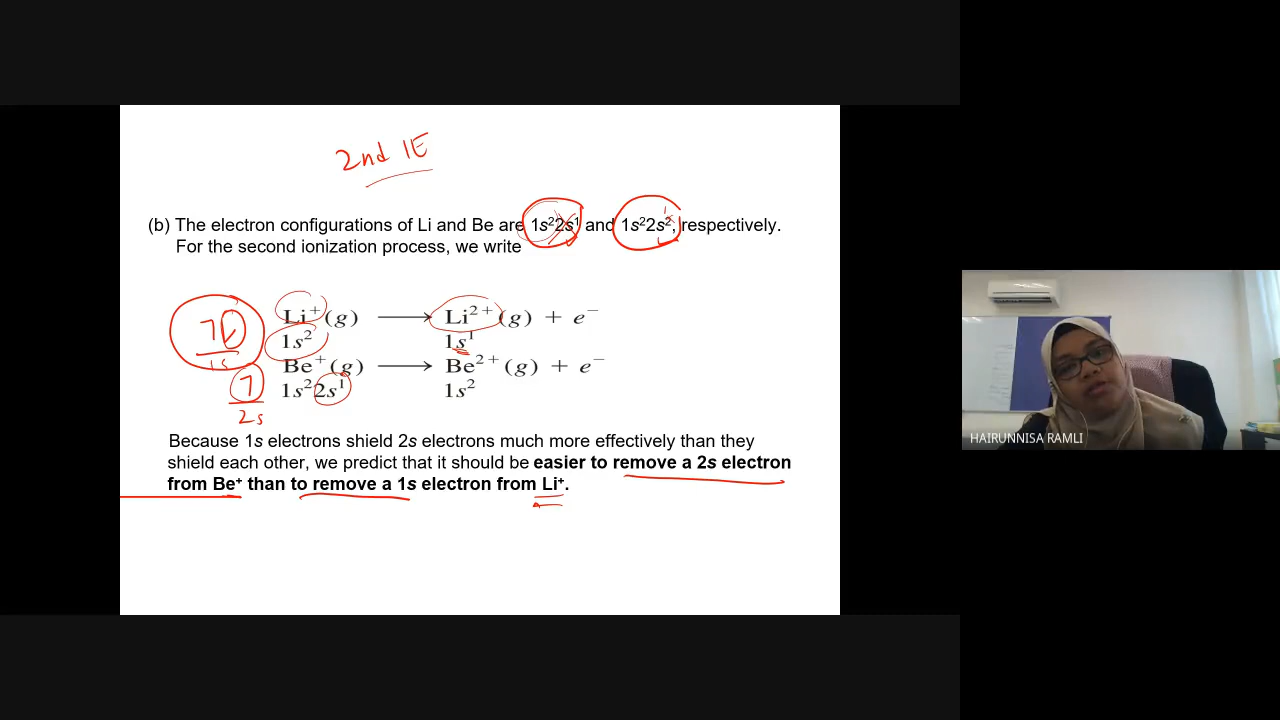 2nd IE
(b) The electron configurations of Li and Be are 1s²2s¹ and 1s²2s², respectively.
For the second ionization process, we write
Li⁺(g) ⟶ Li²⁺(g) + e⁻
1s² 1s¹
Be⁺(g) ⟶ Be²⁺(g) + e⁻
1s²2s¹ 1s²
7
1s
7
2s
Because 1s electrons shield 2s electrons much more effectively than they
shield each other, we predict that it should be easier to remove a 2s electron
from Be⁺ than to remove a 1s electron from Li⁺.
HAIRUNNISA RAMLI